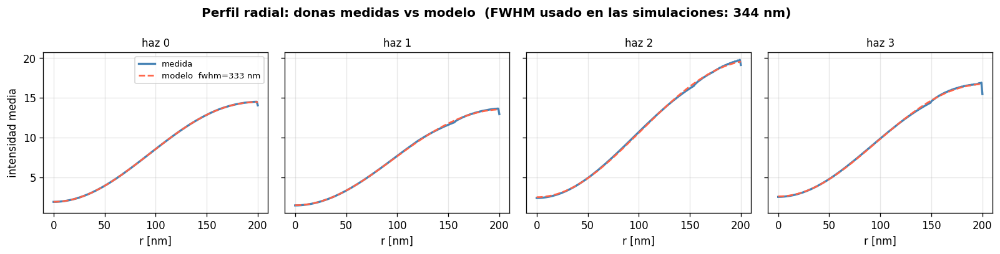 Perfil radial: donas medidas vs modelo  (FWHM usado en las simulaciones: 344 nm)
haz 0
haz 1
haz 2
haz 3
medida
modelo  fwhm=333 nm
intensidad media
20
15
10
5
0 50 100 150 200
0 50 100 150 200
0 50 100 150 200
0 50 100 150 200
r [nm]
r [nm]
r [nm]
r [nm]